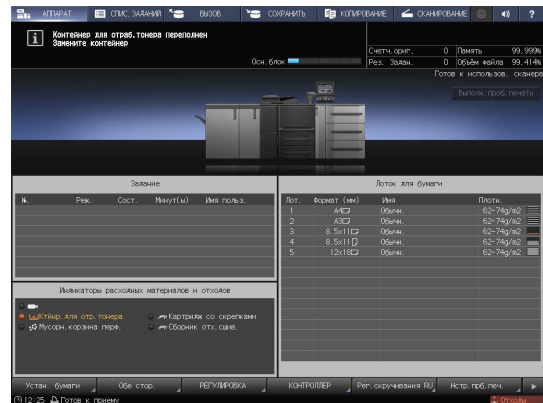 АППАРАТ СПИС. ЗАДАНИЙ ВЫЗОВ СОХРАНИТЬ КОПИРОВАНИЕ СКАНИРОВАНИЕ ?
Контейнер для отраб.тонера переполнен
Замените контейнер
Осн.блок
Счетч.ориг. 0 Память 99.999%
Рез. Задан. 0 Объём файла 99.414%
Готов к использов. сканера
Выполн.проб.печати
Задание
№. Реж. Сост. Минут(ы) Имя польз.
Лоток для бумаги
Лот. Формат (мм) Имя Плотн.
1 A4 Обычн. 62-74g/m2
2 A3 Обычн. 62-74g/m2
3 8.5x11 Обычн. 62-74g/m2
4 8.5x11 Обычн. 62-74g/m2
5 12x18 Обычн. 62-74g/m2
Индикаторы расходных материалов и отходов
Ктйнр.для отр.тонера Картридж со скрепками
Мусорн.корзина перф. Сборник отх.сшив.
Устан. бумаги Обе стор. РЕГУЛИРОВКА КОНТРОЛЛЕР Рег.скручивания RU Нстр.прб.печ.
12:25 Готов к приему Отходы